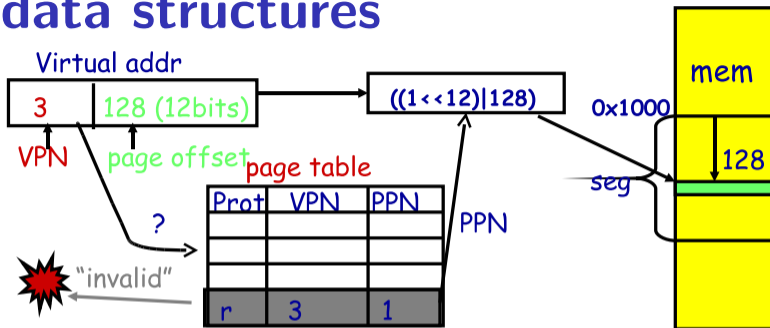 data structures
Virtual addr
3 128 (12bits)
((1<<12)|128)
mem
0x1000
VPN page offset
128
page table
seg
Prot VPN PPN
?
PPN
"invalid"
r 3 1